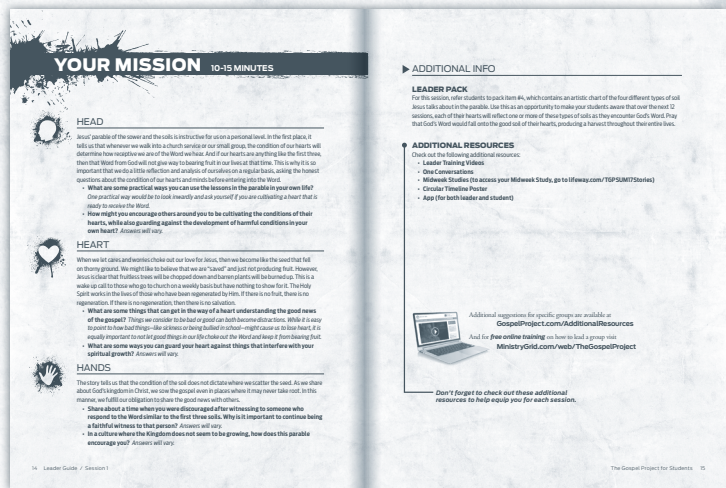 YOUR MISSION 10-15 MINUTES
HEAD
Jesus' parable of the sower and the soils is instructive for us on a personal level. In the first place, it
tells us that whenever we walk into a church service or our small group, the condition of our hearts will
determine how receptive we are of the Word we hear. And if our hearts are anything like the first three,
then that Word from God will not give way to bearing fruit in our lives at that time. This is why it is so
important that we do a little reflection and analysis of ourselves on a regular basis, asking the honest
questions about the condition of our hearts and minds before entering into the Word.
• What are some practical ways you can use the lessons in the parable in your own life?
One practical way would be to look inwardly and ask yourself if you are cultivating a heart that is
ready to receive the Word.
• How might you encourage others around you to be cultivating the conditions of their
hearts, while also guarding against the development of harmful conditions in your
own heart? Answers will vary.
HEART
When we let cares and worries choke out our love for Jesus, then we become like the seed that fell
on thorny ground. We might like to believe that we are "saved" and just not producing fruit. However,
Jesus is clear that fruitless trees will be chopped down and barren plants will be burned up. This is a
wake up call to those who go to church on a weekly basis but have nothing to show for it. The Holy
Spirit works in the lives of those who have been regenerated by Him. If there is no fruit, there is no
regeneration. If there is no regeneration, then there is no salvation.
• What are some things that can get in the way of a heart understanding the good news
of the gospel? Things we consider to be bad or good can both become distractions. While it is easy
to point to how bad things—like sickness or being bullied in school—might cause us to lose heart, it is
equally important to not let good things in our life choke out the Word and keep it from bearing fruit.
• What are some ways you can guard your heart against things that interfere with your
spiritual growth? Answers will vary.
HANDS
The story tells us that the condition of the soil does not dictate where we scatter the seed. As we share
about God's kingdom in Christ, we sow the gospel even in places where it may never take root. In this
manner, we fulfill our obligation to share the good news with others.
• Share about a time when you were discouraged after witnessing to someone who
respond to the Word similar to the first three soils. Why is it important to continue being
a faithful witness to that person? Answers will vary.
• In a culture where the Kingdom does not seem to be growing, how does this parable
encourage you? Answers will vary.
14 Leader Guide / Session 1
ADDITIONAL INFO
LEADER PACK
For this session, refer students to pack item #4, which contains an artistic chart of the four different types of soil
Jesus talks about in the parable. Use this as an opportunity to make your students aware that over the next 12
sessions, each of their hearts will reflect one or more of these types of soils as they encounter God's Word. Pray
that God's Word would fall onto the good soil of their hearts, producing a harvest throughout their entire lives.
ADDITIONAL RESOURCES
Check out the following additional resources:
• Leader Training Videos
• One Conversations
• Midweek Studies (to access your Midweek Study, go to lifeway.com/TGPSUM17Stories)
• Circular Timeline Poster
• App (for both leader and student)
Additional suggestions for specific groups are available at
GospelProject.com/AdditionalResources
And for free online training on how to lead a group visit
MinistryGrid.com/web/TheGospelProject
Don't forget to check out these additional
resources to help equip you for each session.
The Gospel Project for Students 15